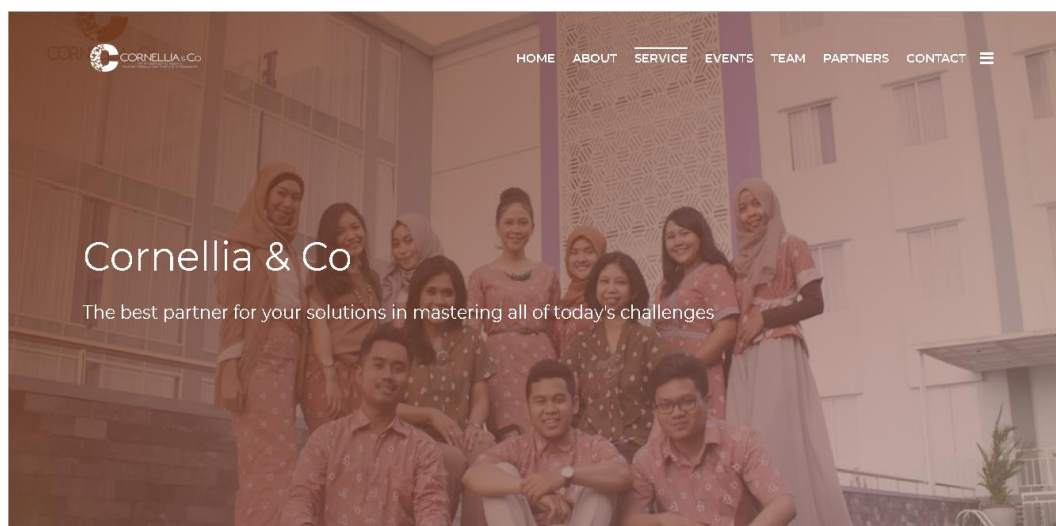 CORNELLIA & CO
HOME ABOUT SERVICE EVENTS TEAM PARTNERS CONTACT
Cornellia & Co
The best partner for your solutions in mastering all of today's challenges